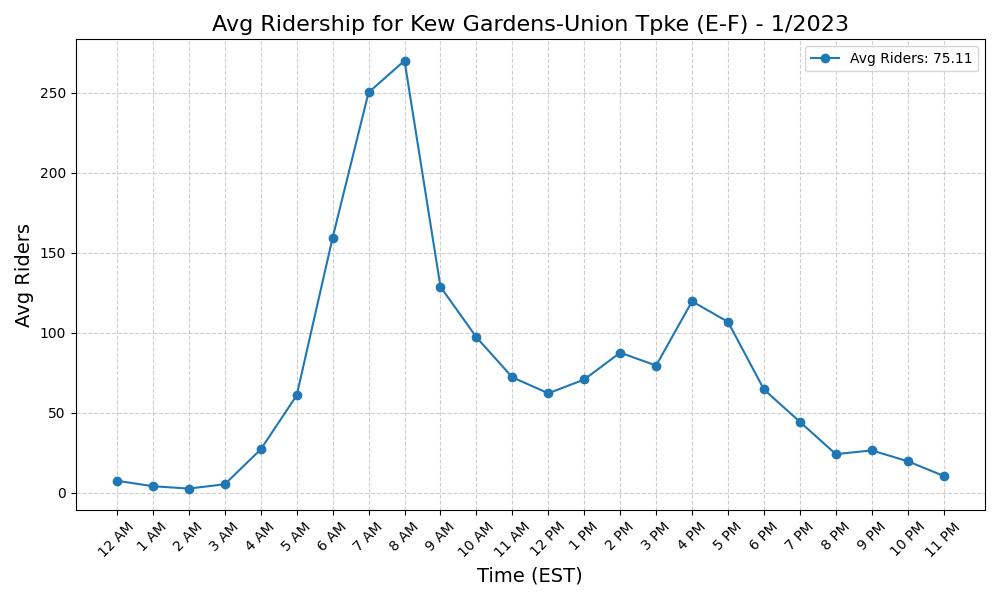 Avg Ridership for Kew Gardens-Union Tpke (E-F) - 1/2023
Avg Riders: 75.11
Avg Riders
250
200
150
100
50
0
12 AM
1 AM
2 AM
3 AM
4 AM
5 AM
6 AM
7 AM
8 AM
9 AM
10 AM
11 AM
12 PM
1 PM
2 PM
3 PM
4 PM
5 PM
6 PM
7 PM
8 PM
9 PM
10 PM
11 PM
Time (EST)